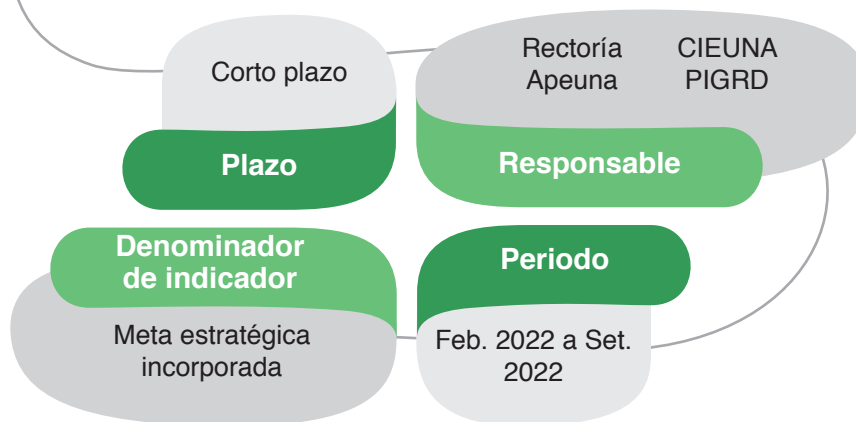 Corto plazo
Plazo
Rectoría CIEUNA
Apeuna PIGRD
Responsable
Denominador
de indicador
Meta estratégica
incorporada
Periodo
Feb. 2022 a Set.
2022